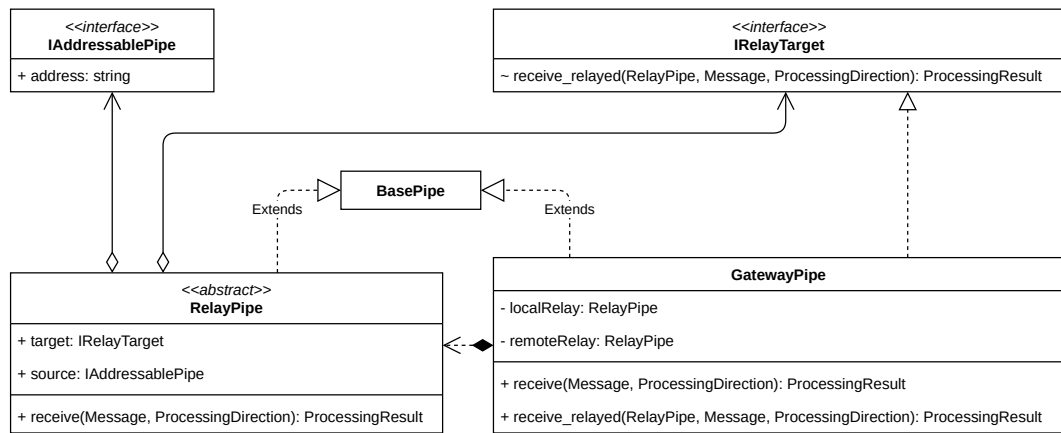 <<interface>>
IAddressablePipe
+ address: string
<<interface>>
IRelayTarget
~ receive_relayed(RelayPipe, Message, ProcessingDirection): ProcessingResult
BasePipe
Extends
Extends
<<abstract>>
RelayPipe
+ target: IRelayTarget
+ source: IAddressablePipe
+ receive(Message, ProcessingDirection): ProcessingResult
GatewayPipe
- localRelay: RelayPipe
- remoteRelay: RelayPipe
+ receive(Message, ProcessingDirection): ProcessingResult
+ receive_relayed(RelayPipe, Message, ProcessingDirection): ProcessingResult